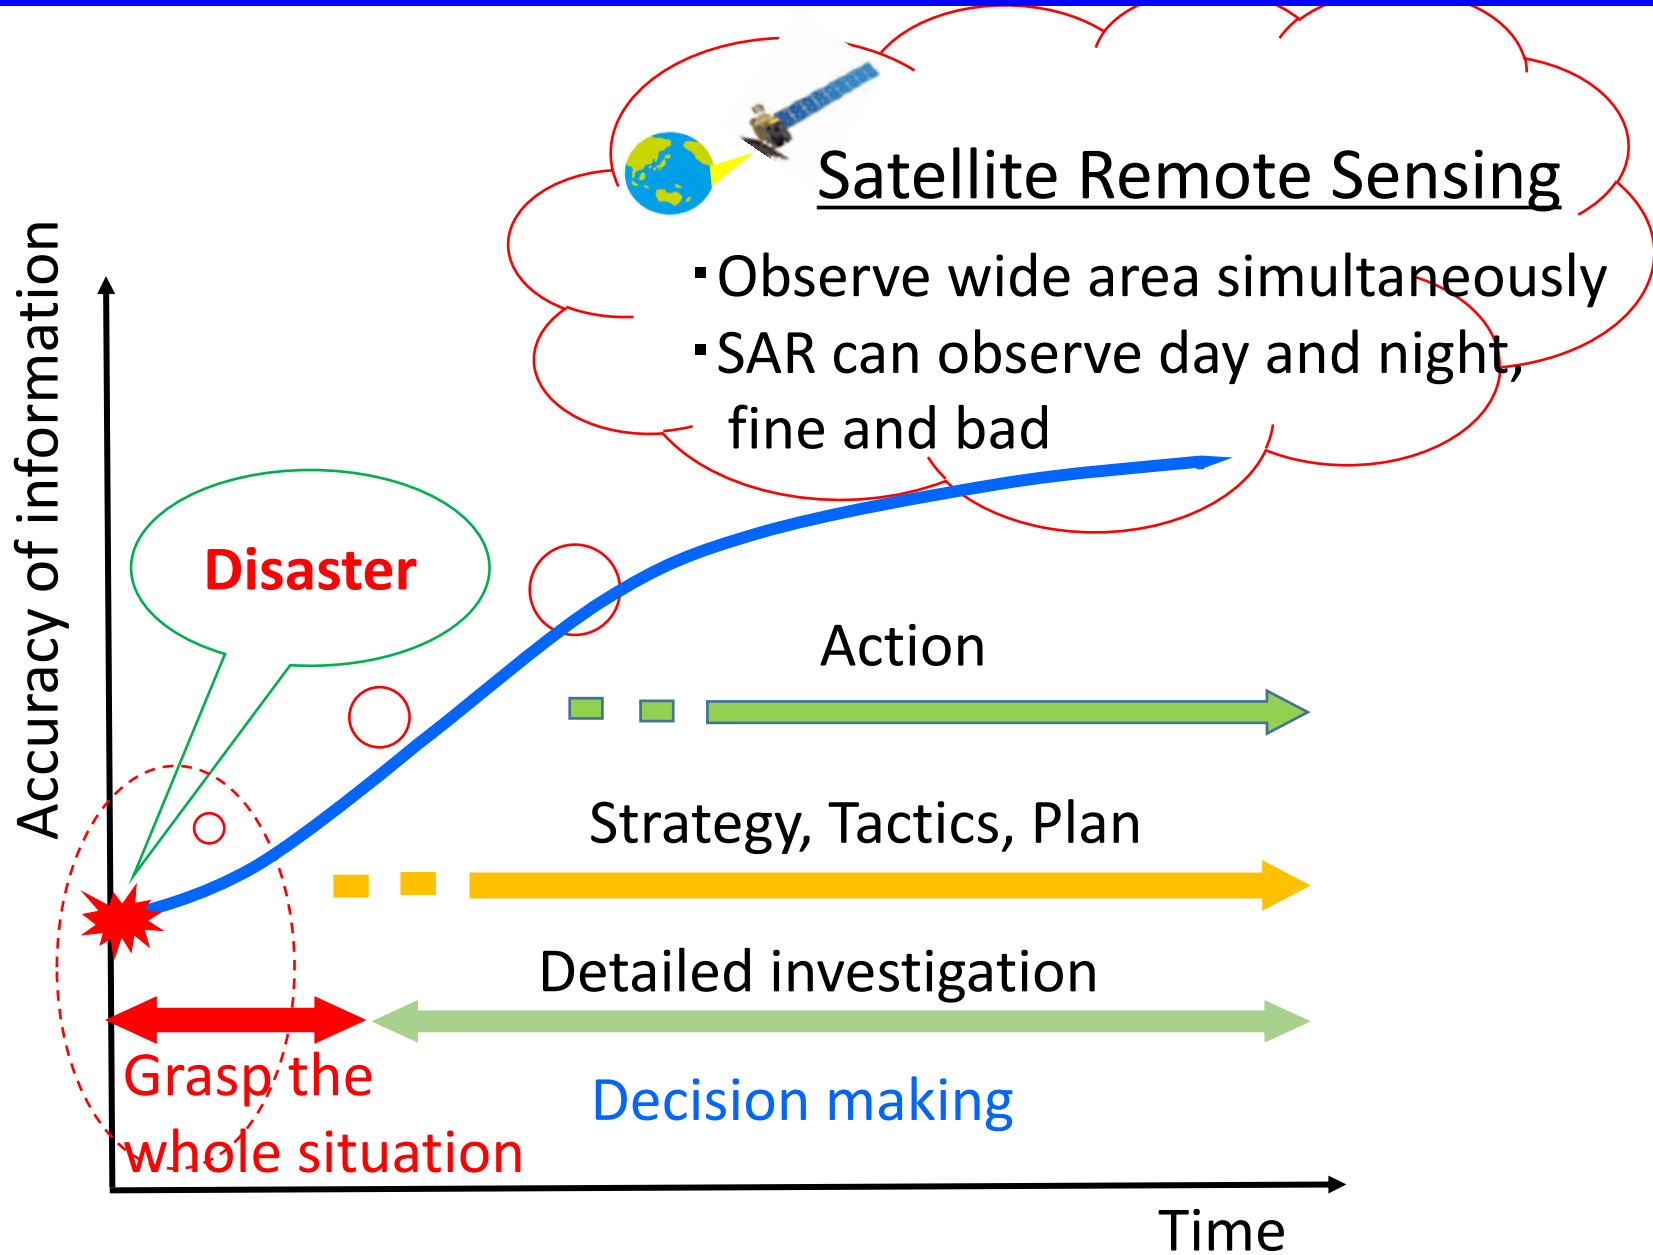 Satellite Remote Sensing
・Observe wide area simultaneously
・SAR can observe day and night,
fine and bad
Accuracy of information
Disaster
Action
Strategy, Tactics, Plan
Detailed investigation
Grasp the
whole situation
Decision making
Time